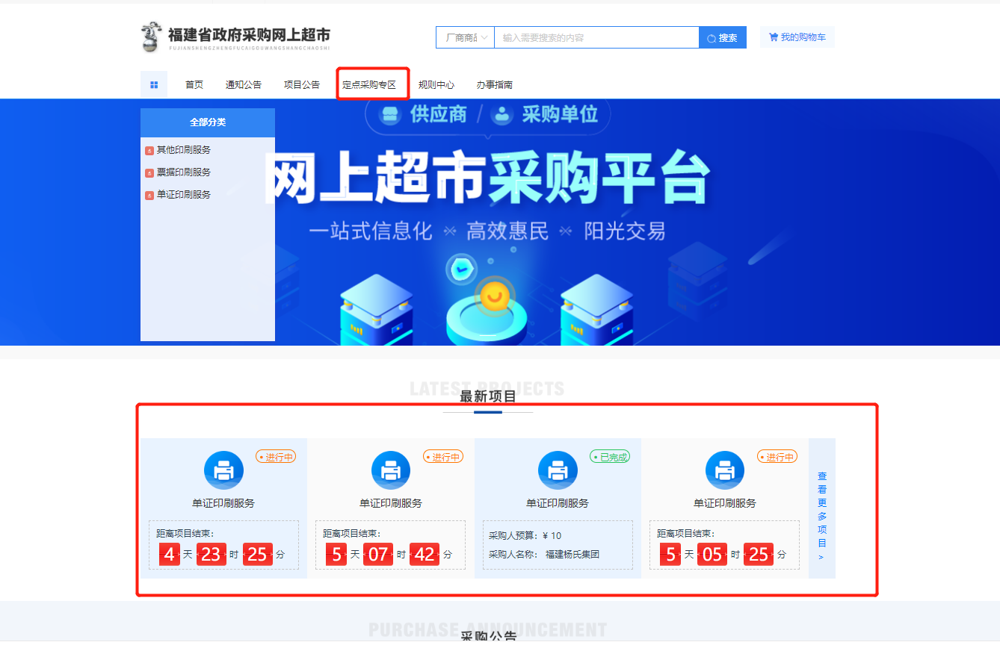 福建省政府采购网上超市
FUJIANSHENGZHENGFUCAIGOUWANGSHANGCHAOSHI
厂商商品
输入需要搜索的内容
搜索
我的购物车
首页 通知公告 项目公告 定点采购专区 规则中心 办事指南
供应商 / 采购单位
全部分类
其他印刷服务
票据印刷服务
单证印刷服务
网上超市采购平台
一站式信息化 高效惠民 阳光交易
LATEST PROJECTS
最新项目
进行中
单证印刷服务
距离项目结束:
4 天 23 时 25 分
进行中
单证印刷服务
距离项目结束:
5 天 07 时 42 分
已完成
单证印刷服务
采购人预算: ¥ 10
采购人名称: 福建杨氏集团
进行中
单证印刷服务
距离项目结束:
5 天 05 时 25 分
查看更多项目 >
PURCHASE ANNOUNCEMENT
采购公告